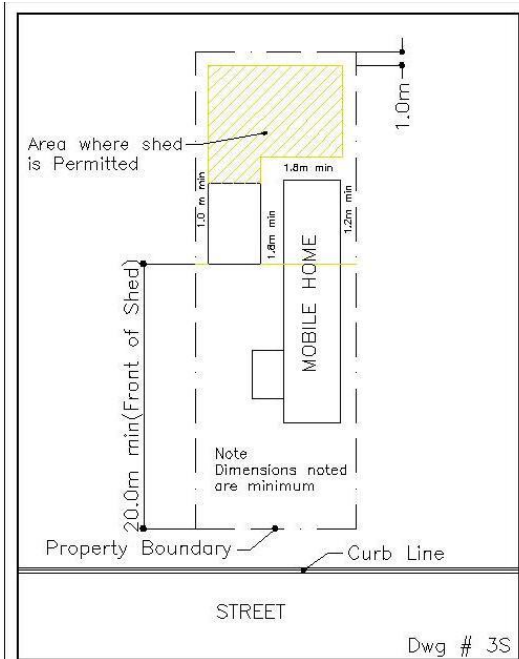 1.0m
Area where shed
is Permitted
1.8m min
1.0 m min
1.8m min
1.2m min
MOBILE HOME
20.0m min(Front of Shed)
Note
Dimensions noted
are minimum
Property Boundary
Curb Line
STREET
Dwg # 3S